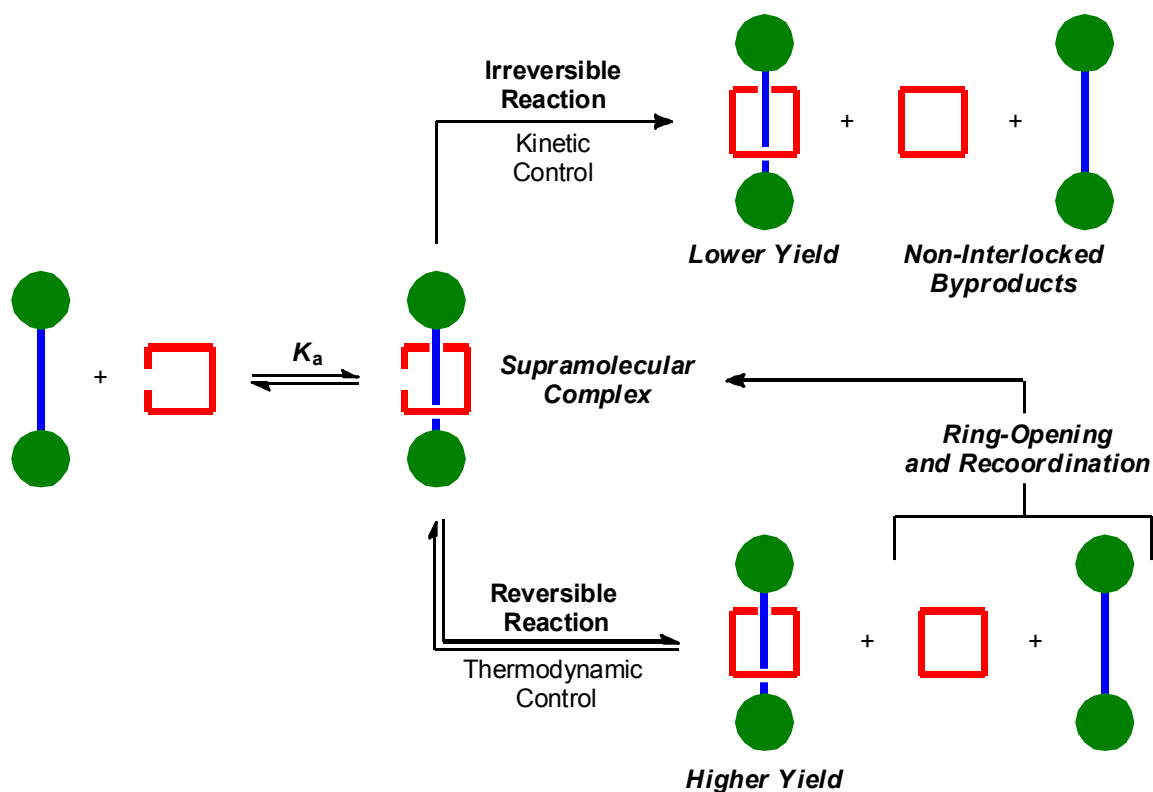 Irreversible
Reaction
Kinetic
Control
+
+
Lower Yield
Non-Interlocked
Byproducts
+
Ka
Supramolecular
Complex
Ring-Opening
and Recoordination
Reversible
Reaction
Thermodynamic
Control
+
+
Higher Yield